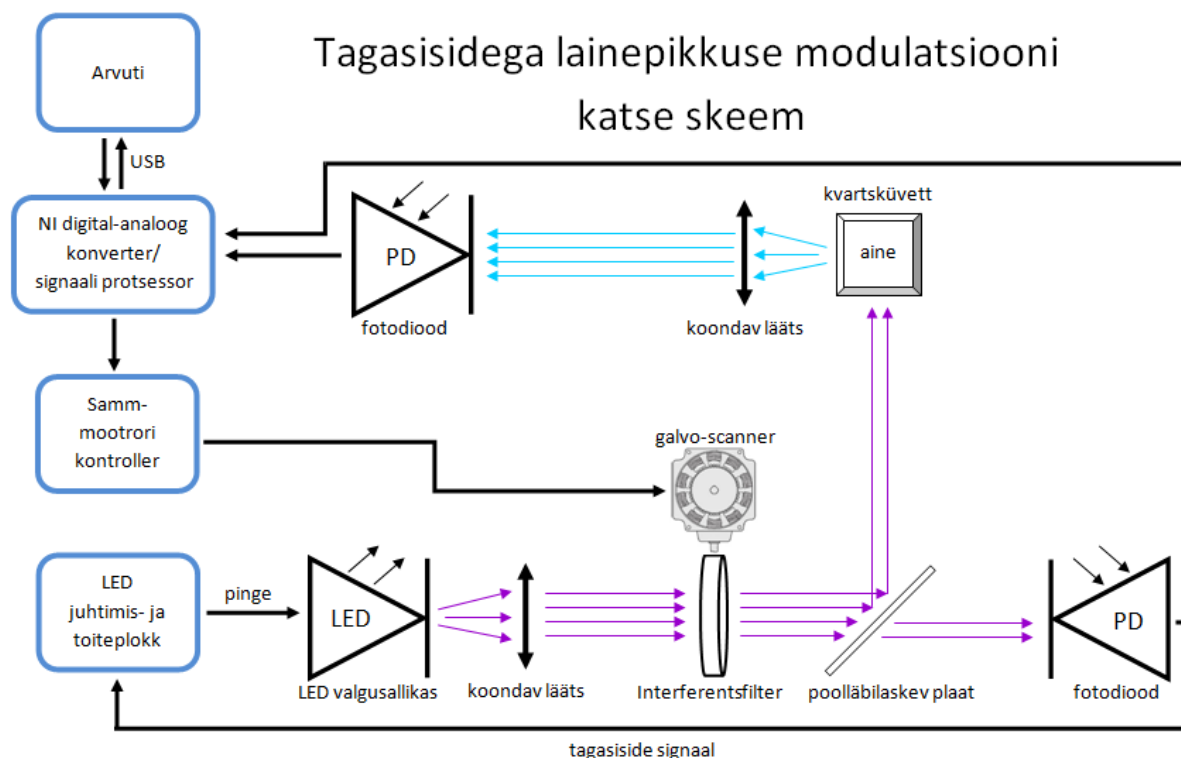 Tagasisidega lainepikkuse modulatsiooni
katse skeem
Arvuti
USB
NI digital-analoog
konverter/
signaali protsessor
PD
fotodiood
koondav lääts
kvartsküvett
aine
Samm-
mootrori
kontroller
galvo-scanner
LED
juhtimis- ja
toiteplokk
pinge
LED
LED valgusallikas
koondav lääts
Interferentsfilter
poolläbilaskev plaat
PD
fotodiood
tagasiside signaal